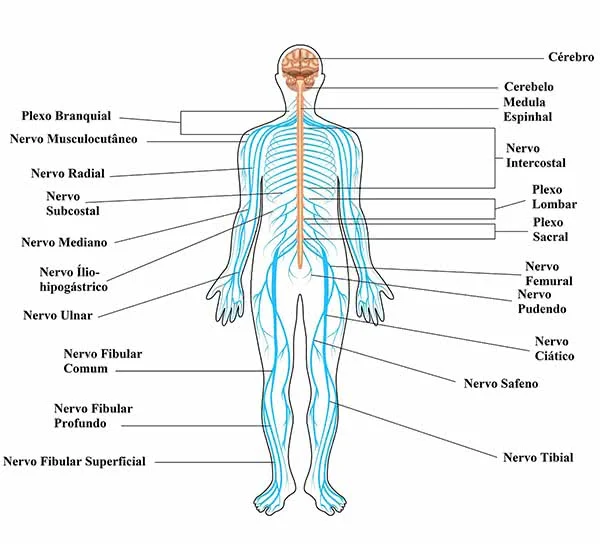 Cérebro
Cerebelo
Medula
Espinhal
Plexo Branquial
Nervo Musculocutâneo
Nervo
Intercostal
Nervo Radial
Nervo
Subcostal
Plexo
Lombar
Plexo
Sacral
Nervo Mediano
Nervo Ílio-
hipogástrico
Nervo
Femural
Nervo
Pudendo
Nervo Ulnar
Nervo
Ciático
Nervo Fibular
Comum
Nervo Safeno
Nervo Fibular
Profundo
Nervo Fibular Superficial
Nervo Tibial